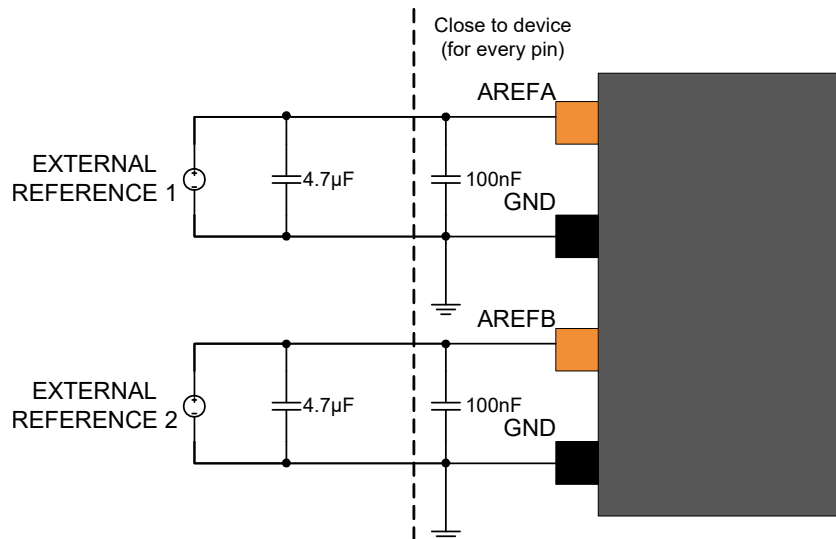 Close to device
(for every pin)
AREFA
EXTERNAL
REFERENCE 1
4.7µF
100nF
GND
AREFB
EXTERNAL
REFERENCE 2
4.7µF
100nF
GND